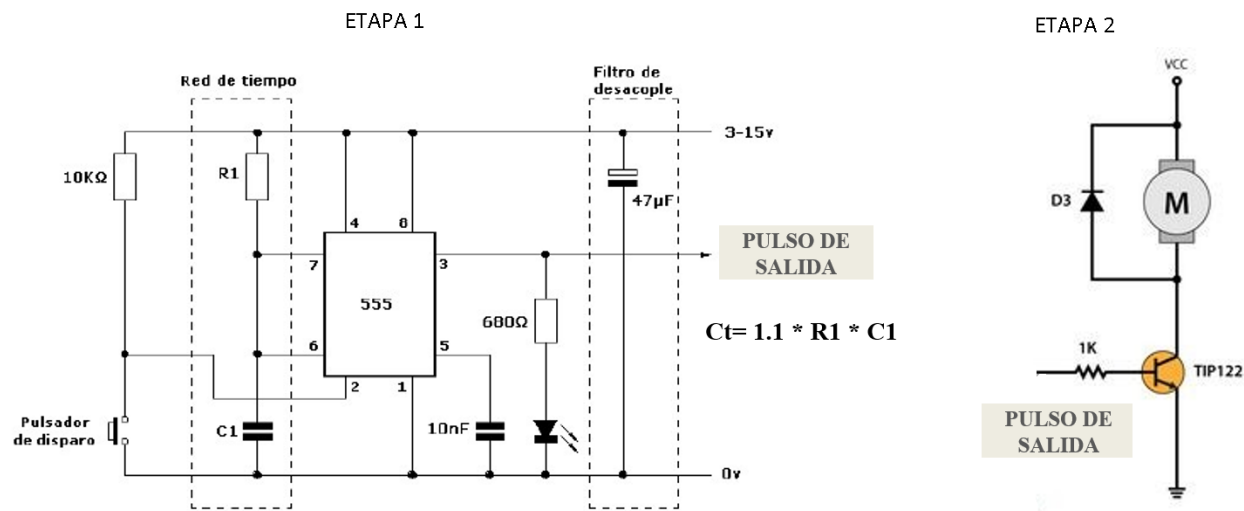 ETAPA 1
ETAPA 2
Red de tiempo
Filtro de
desacople
VCC
3-15v
10KΩ
R1
47µF
D3
M
4
8
PULSO DE
SALIDA
7
3
555
680Ω
Ct= 1.1 * R1 * C1
6
5
1K
2
1
TIP122
Pulsador
de disparo
C1
10nF
PULSO DE
SALIDA
0v